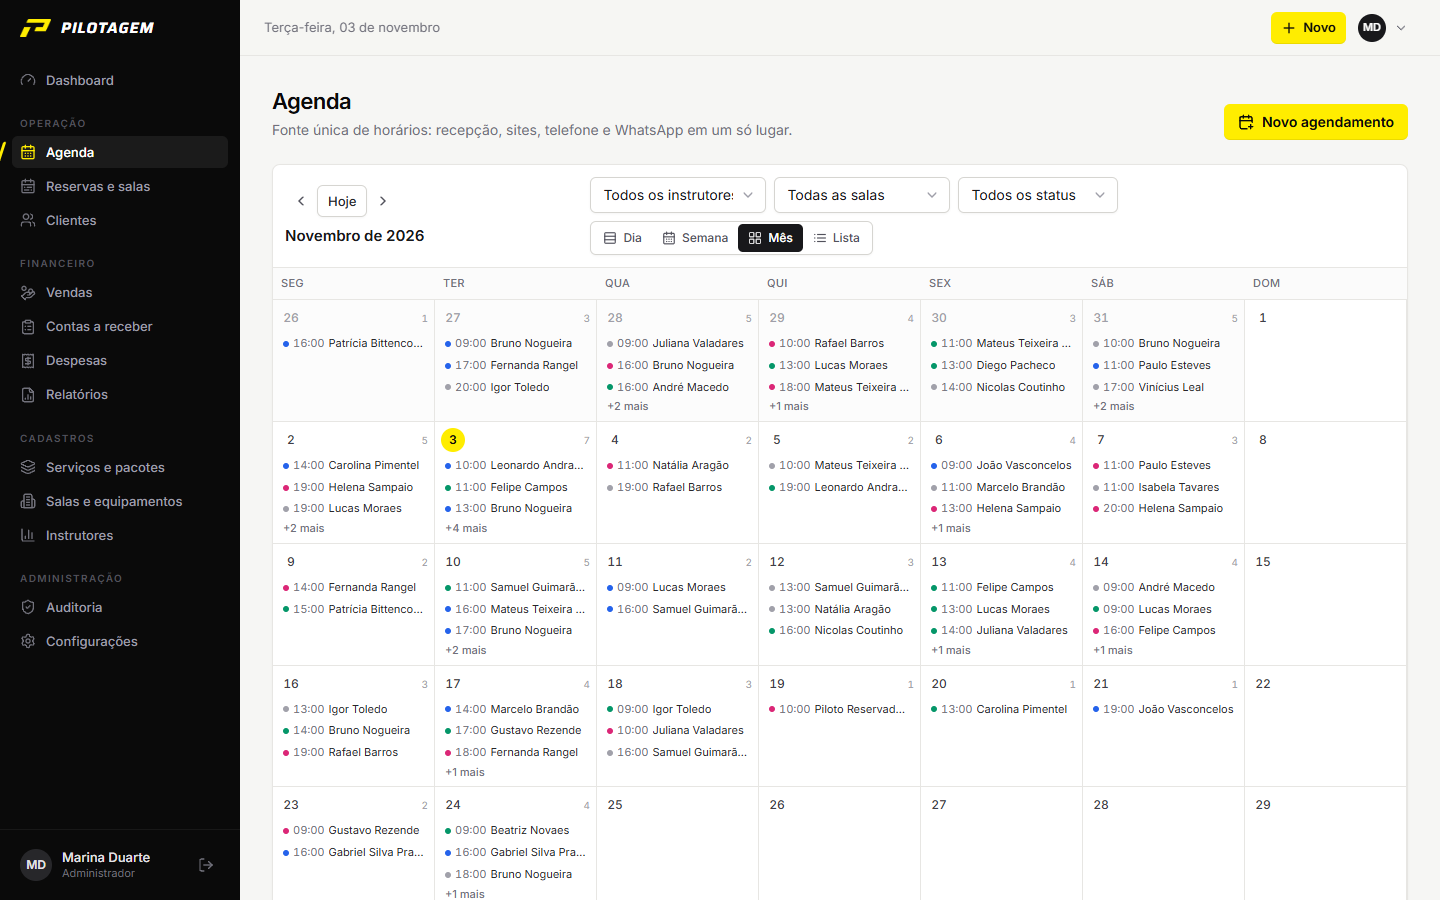 PILOTAGEM
Dashboard
OPERAÇÃO
Agenda
Reservas e salas
Clientes
FINANCEIRO
Vendas
Contas a receber
Despesas
Relatórios
CADASTROS
Serviços e pacotes
Salas e equipamentos
Instrutores
ADMINISTRAÇÃO
Auditoria
Configurações
MD
Marina Duarte
Administrador
Terça-feira, 03 de novembro
Novo
MD
Agenda
Fonte única de horários: recepção, sites, telefone e WhatsApp em um só lugar.
Novo agendamento
Hoje
Novembro de 2026
Todos os instrutores
Todas as salas
Todos os status
Dia
Semana
Mês
Lista
SEG TER QUA QUI SEX SÁB DOM
26 1
16:00 Patrícia Bittenco...
27 3
09:00 Bruno Nogueira
17:00 Fernanda Rangel
20:00 Igor Toledo
28 5
09:00 Juliana Valadares
16:00 Bruno Nogueira
16:00 André Macedo
+2 mais
29 4
10:00 Rafael Barros
13:00 Lucas Moraes
18:00 Mateus Teixeira ...
+1 mais
30 3
11:00 Mateus Teixeira ...
13:00 Diego Pacheco
14:00 Nicolas Coutinho
31 5
10:00 Bruno Nogueira
11:00 Paulo Esteves
17:00 Vinícius Leal
+2 mais
1
2 5
14:00 Carolina Pimentel
19:00 Helena Sampaio
19:00 Lucas Moraes
+2 mais
3 7
10:00 Leonardo Andra...
11:00 Felipe Campos
13:00 Bruno Nogueira
+4 mais
4 2
11:00 Natália Aragão
19:00 Rafael Barros
5 2
10:00 Mateus Teixeira ...
19:00 Leonardo Andra...
6 4
09:00 João Vasconcelos
11:00 Marcelo Brandão
13:00 Helena Sampaio
+1 mais
7 3
11:00 Paulo Esteves
11:00 Isabela Tavares
20:00 Helena Sampaio
8
9 2
14:00 Fernanda Rangel
15:00 Patrícia Bittenco...
10 5
11:00 Samuel Guimarã...
16:00 Mateus Teixeira ...
17:00 Bruno Nogueira
+2 mais
11 2
09:00 Lucas Moraes
16:00 Samuel Guimarã...
12 3
13:00 Samuel Guimarã...
13:00 Natália Aragão
16:00 Nicolas Coutinho
13 4
11:00 Felipe Campos
13:00 Lucas Moraes
14:00 Juliana Valadares
+1 mais
14 4
09:00 André Macedo
09:00 Lucas Moraes
16:00 Felipe Campos
+1 mais
15
16 3
13:00 Igor Toledo
14:00 Bruno Nogueira
19:00 Rafael Barros
17 4
14:00 Marcelo Brandão
17:00 Gustavo Rezende
18:00 Fernanda Rangel
+1 mais
18 3
09:00 Igor Toledo
10:00 Juliana Valadares
16:00 Samuel Guimarã...
19 1
10:00 Piloto Reservad...
20 1
13:00 Carolina Pimentel
21 1
19:00 João Vasconcelos
22
23 2
09:00 Gustavo Rezende
16:00 Gabriel Silva Pra...
24 4
09:00 Beatriz Novaes
16:00 Gabriel Silva Pra...
18:00 Bruno Nogueira
+1 mais
25
26
27
28
29